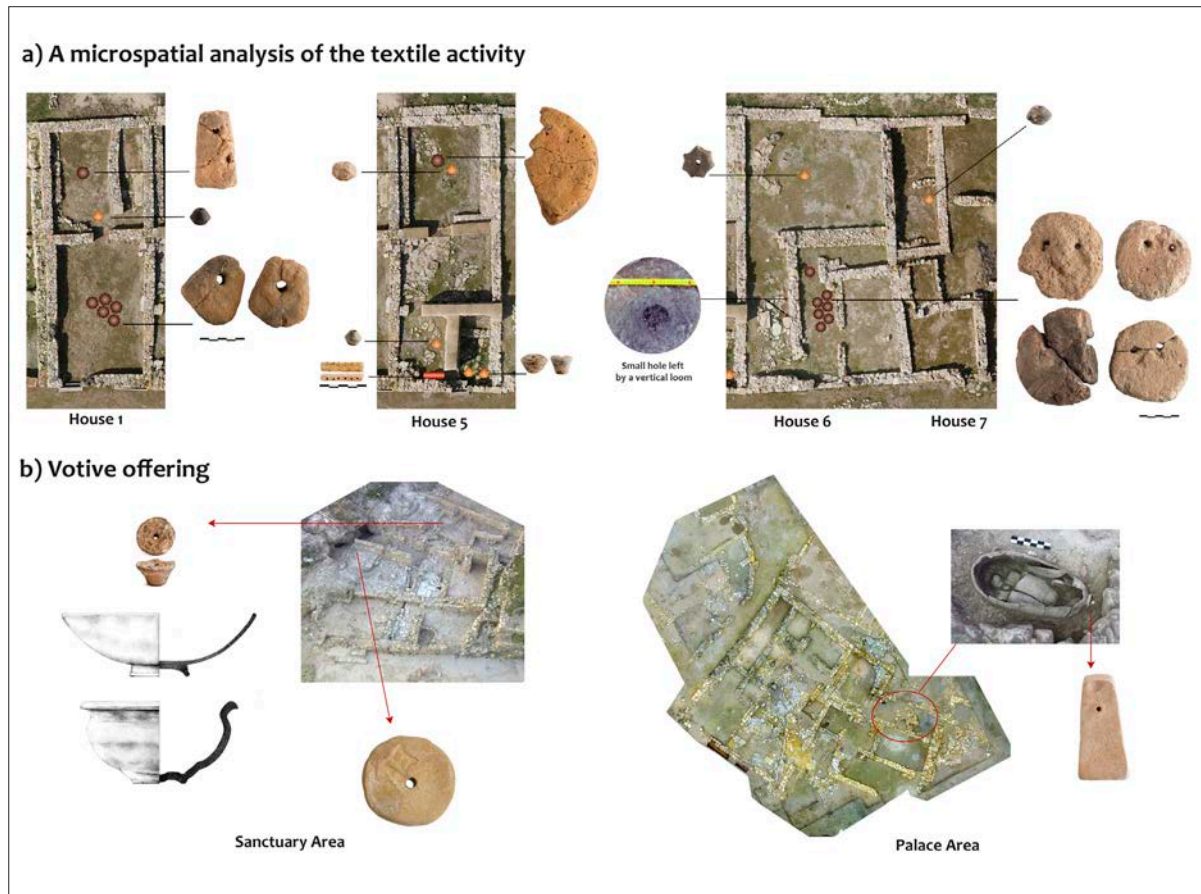 a) A microspatial analysis of the textile activity
Small hole left
by a vertical loom
House 1
House 5
House 6
House 7
b) Votive offering
Sanctuary Area
Palace Area